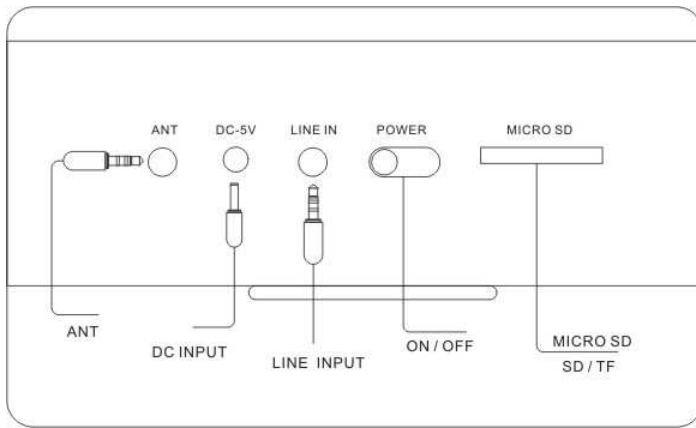 ANT DC-5V LINE IN POWER MICRO SD
ANT
DC INPUT
LINE INPUT
ON / OFF
MICRO SD
SD / TF